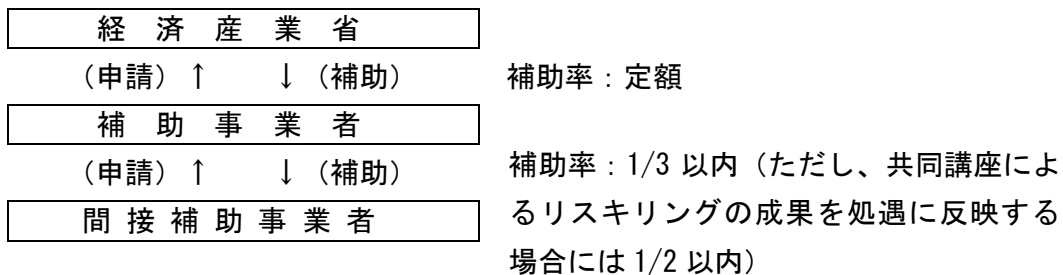 経 済 産 業 省
（申請）↑ ↓（補助） 補助率：定額
補 助 事 業 者
（申請）↑ ↓（補助） 補助率：1/3 以内（ただし、共同講座によ
間 接 補 助 事 業 者 るリスキリングの成果を処遇に反映する
場合には 1/2 以内）